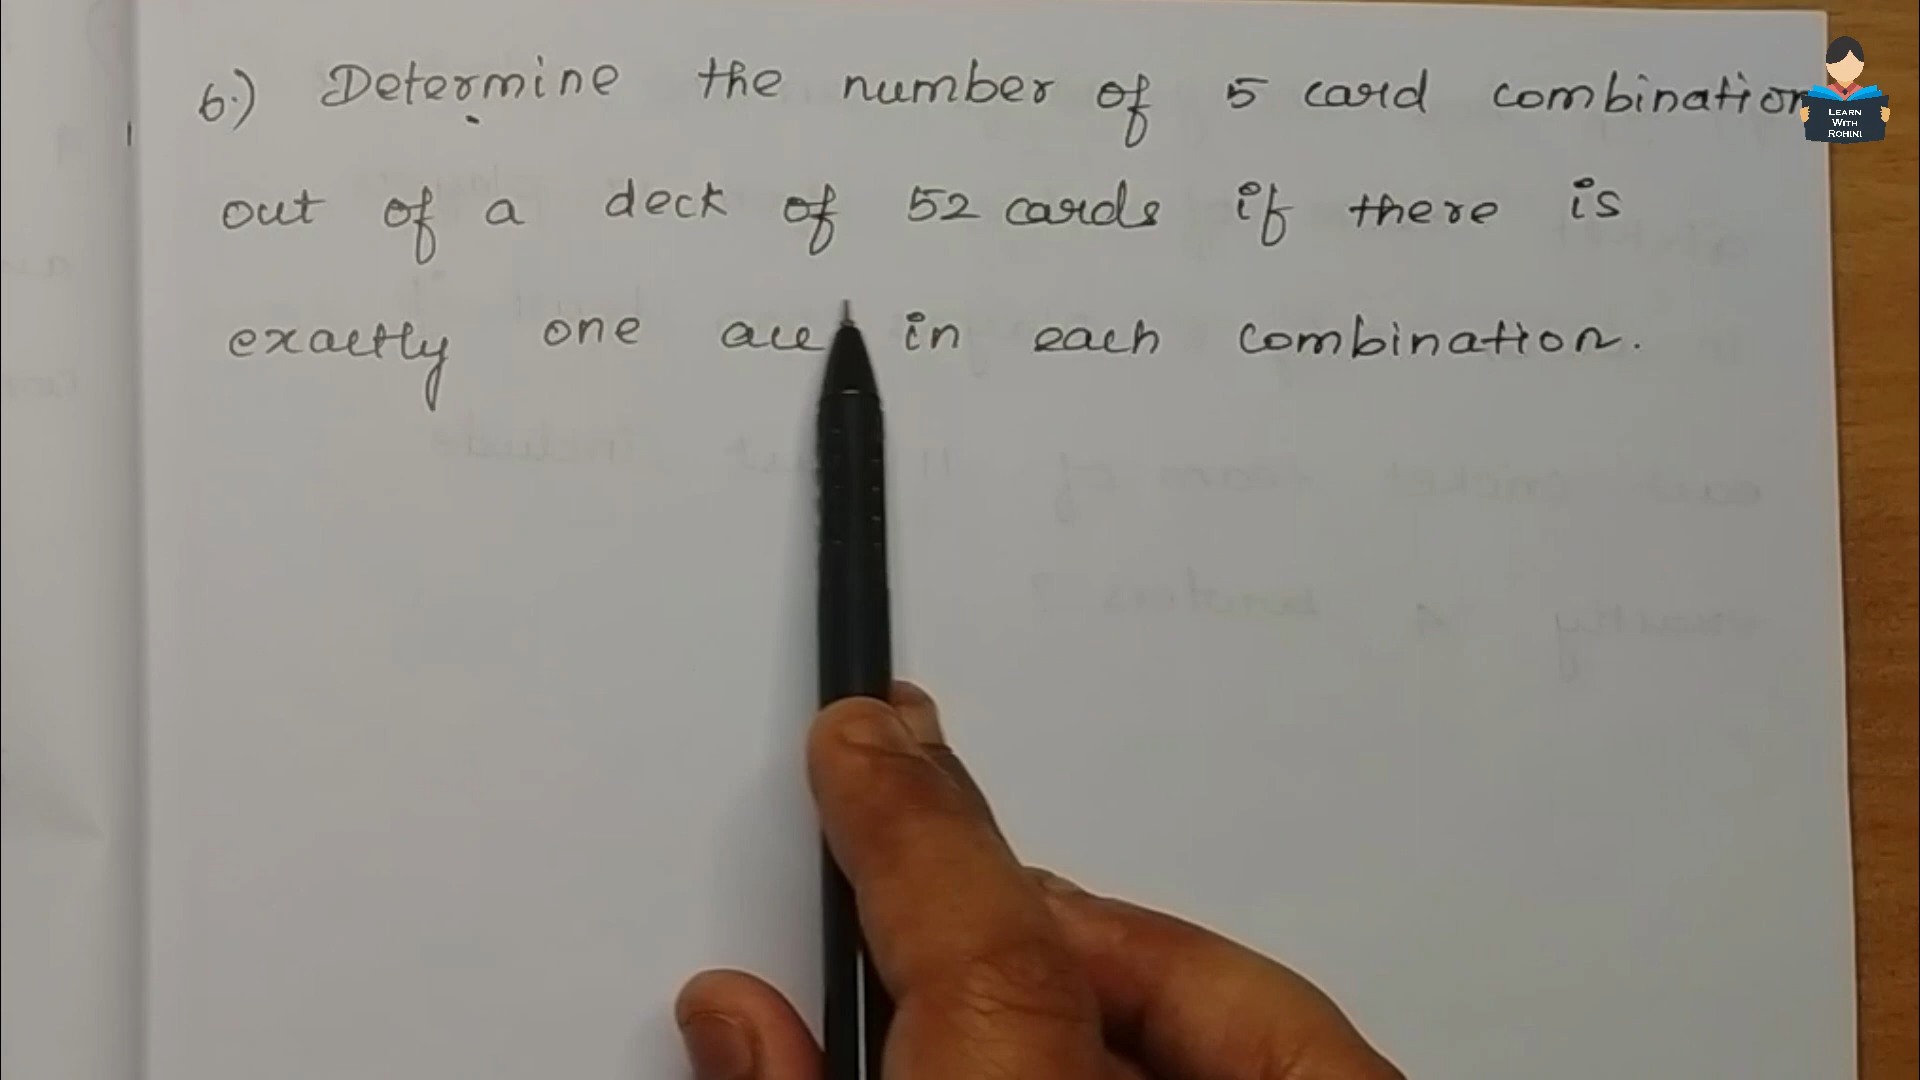 6.) Determine the number of 5 card combination
out of a deck of 52 cards if there is
exactly one ace in each combination.
LEARN
WITH
ROHINI